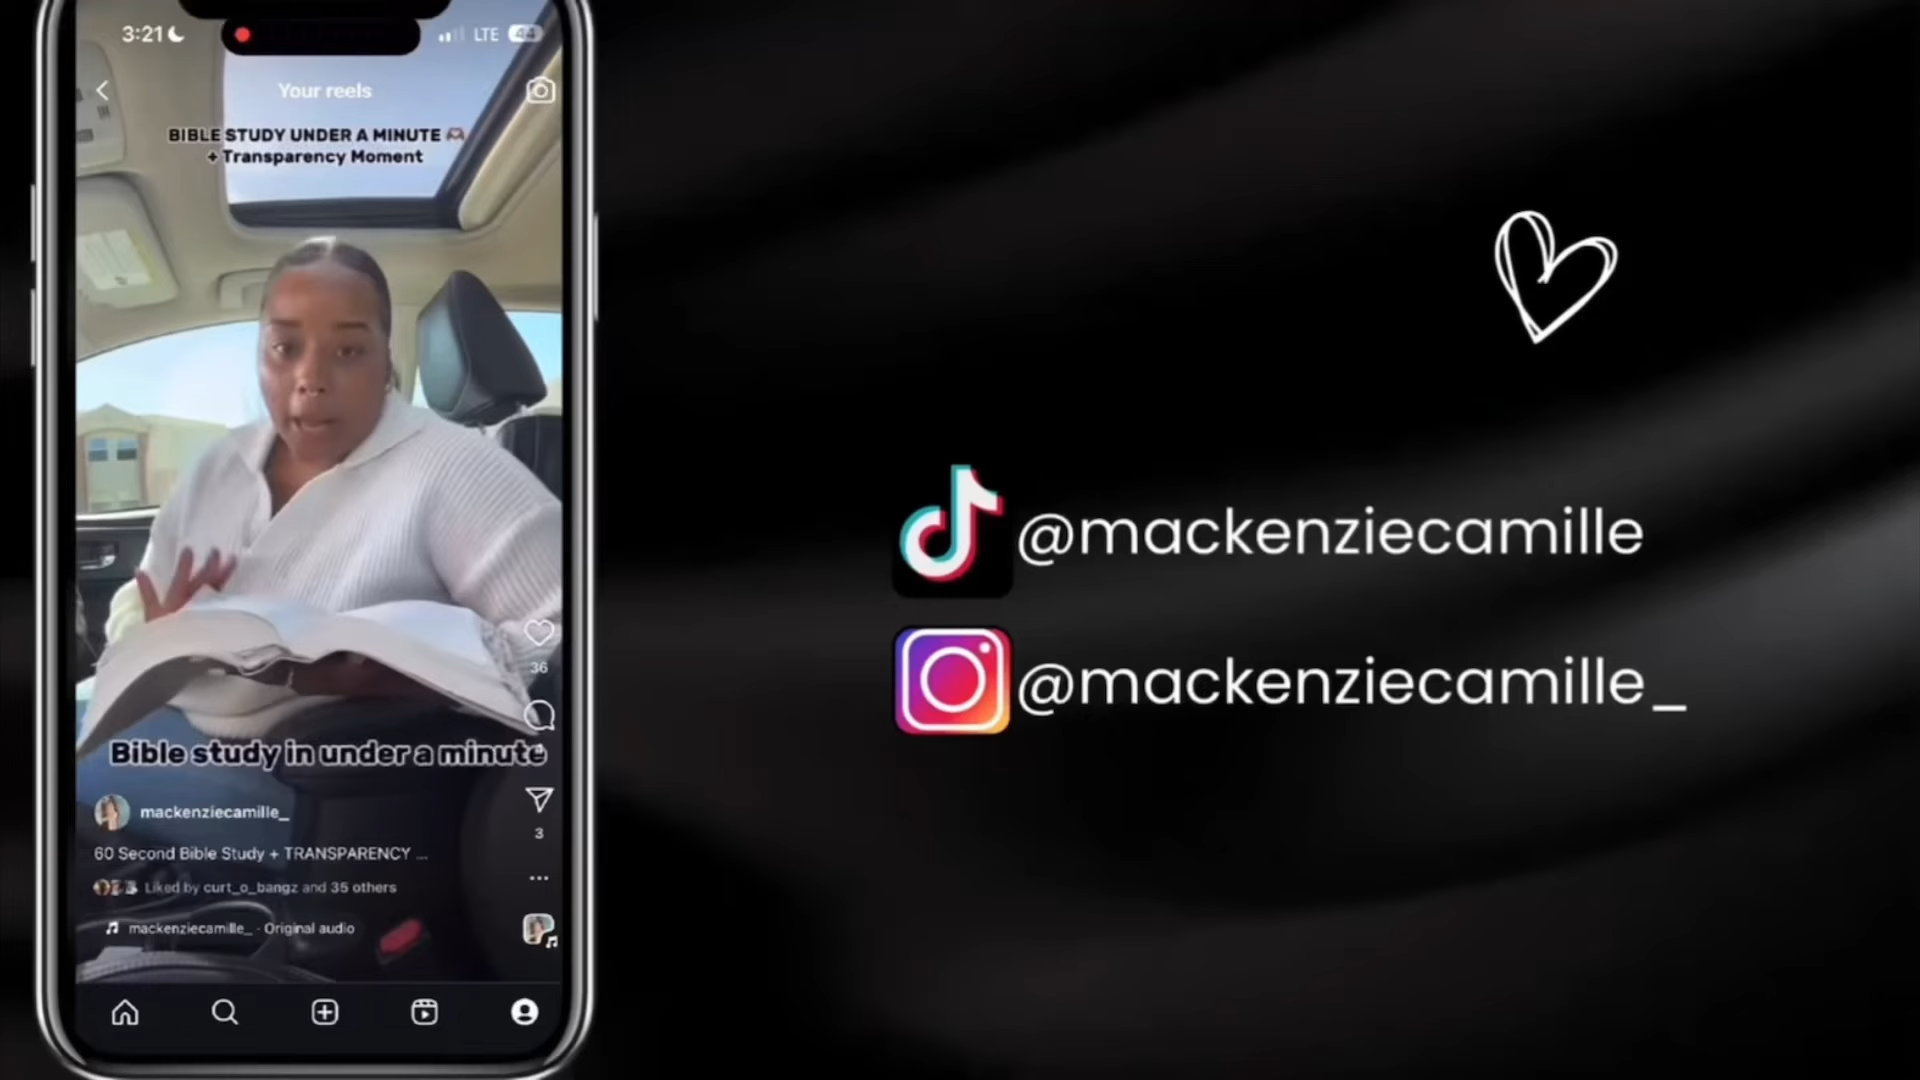 3:21
LTE
44
Your reels
BIBLE STUDY UNDER A MINUTE
+ Transparency Moment
36
Bible study in under a minute
mackenziecamille_
3
60 Second Bible Study + TRANSPARENCY ...
Liked by curt_o_bangz and 35 others
mackenziecamille_ · Original audio
@mackenziecamille
@mackenziecamille_